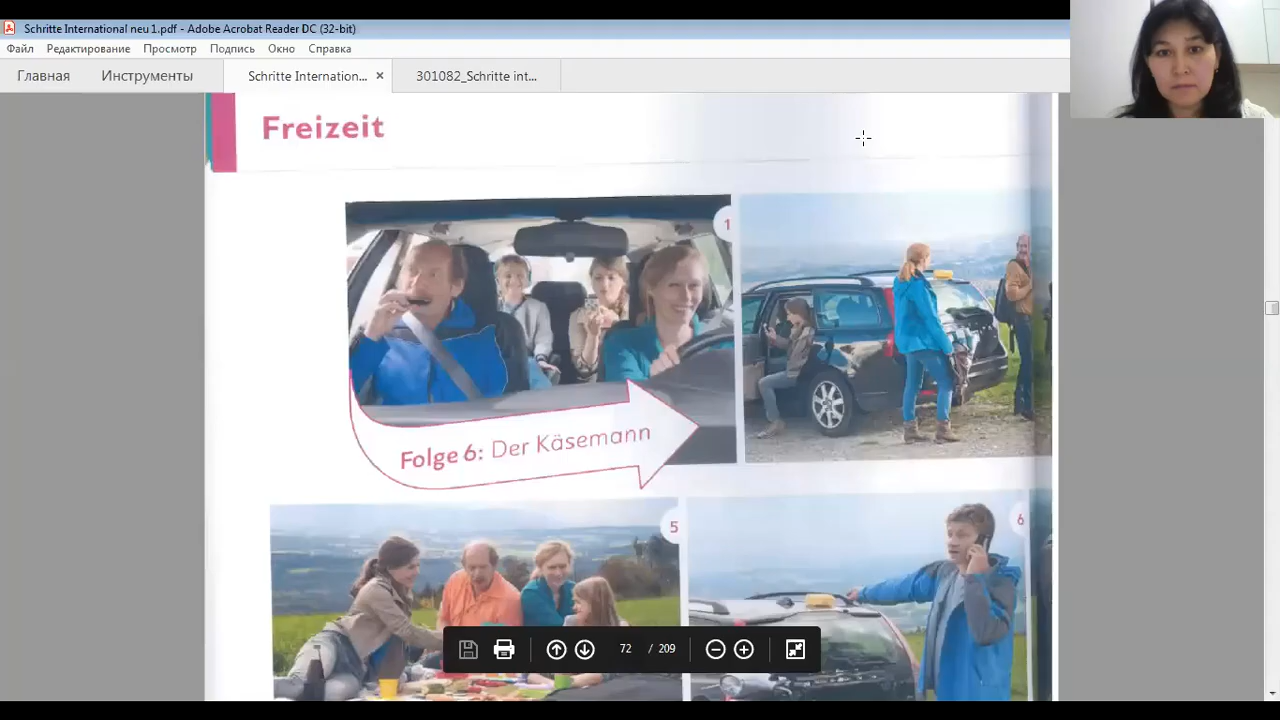 Schritte International neu 1.pdf - Adobe Acrobat Reader DC (32-bit)
Файл Редактирование Просмотр Подпись Окно Справка
Главная Инструменты Schritte Internation... × 301082_Schritte int...
Freizeit
1
Folge 6: Der Käsemann
5
6
72 / 209